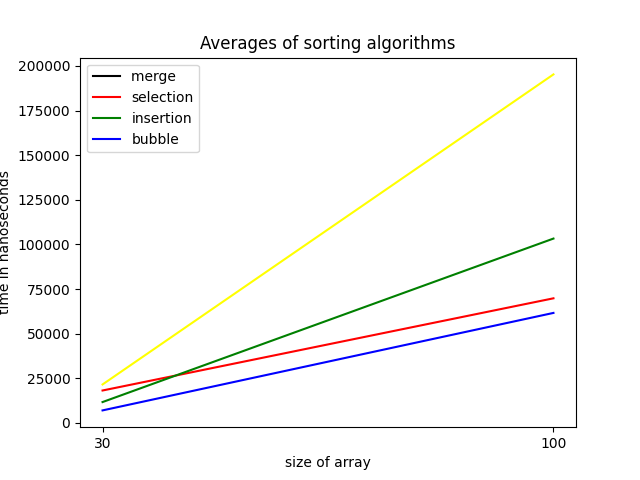 Averages of sorting algorithms
200000
175000
150000
125000
100000
75000
50000
25000
0
time in nanoseconds
merge
selection
insertion
bubble
30
100
size of array